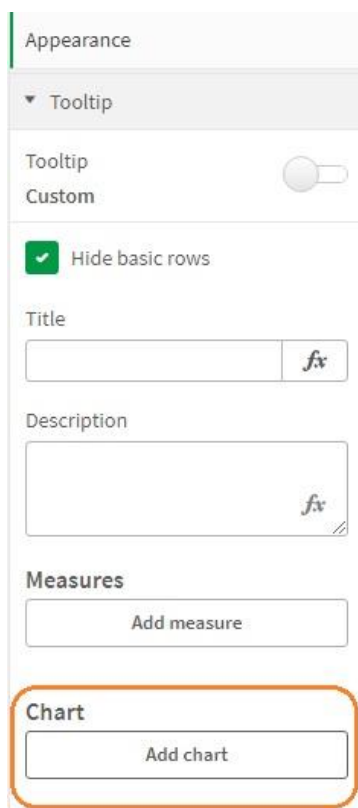 Appearance
Tooltip
Tooltip
Custom
Hide basic rows
Title
fx
Description
fx
Measures
Add measure
Chart
Add chart